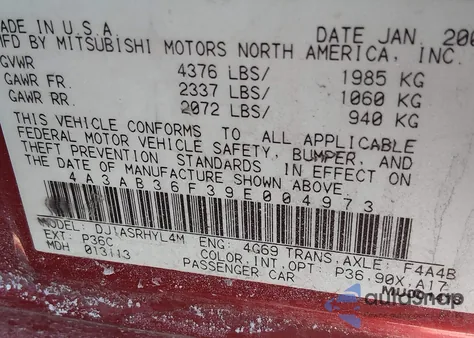 MADE IN U.S.A. DATE JAN. 200
MFD BY MITSUBISHI MOTORS NORTH AMERICA, INC.
GVWR 4376 LBS/ 1985 KG
GAWR FR. 2337 LBS/ 1060 KG
GAWR RR. 2072 LBS/ 940 KG
THIS VEHICLE CONFORMS TO ALL APPLICABLE
FEDERAL MOTOR VEHICLE SAFETY, BUMPER, AND
THEFT PREVENTION STANDARDS IN EFFECT ON
THE DATE OF MANUFACTURE SHOWN ABOVE.
4A3AB36F39E004973
MODEL: DJ1ASRHYL4M ENG: 4G69 TRANS,AXLE: F4A4B
EXT: P36C COLOR,INT,OPT: P36,90X,A17
MDH 013113 PASSENGER CAR
autosnap